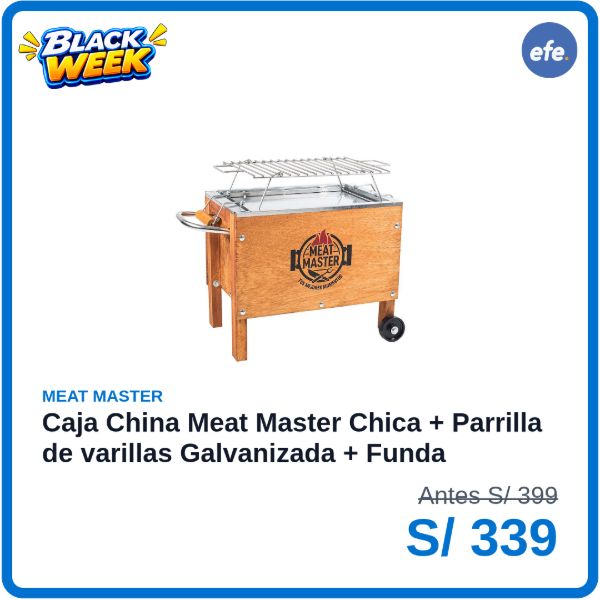 BLACK
WEEK
efe.
MEAT
MASTER
MEAT MASTER
Caja China Meat Master Chica + Parrilla
de varillas Galvanizada + Funda
Antes S/ 399
S/ 339